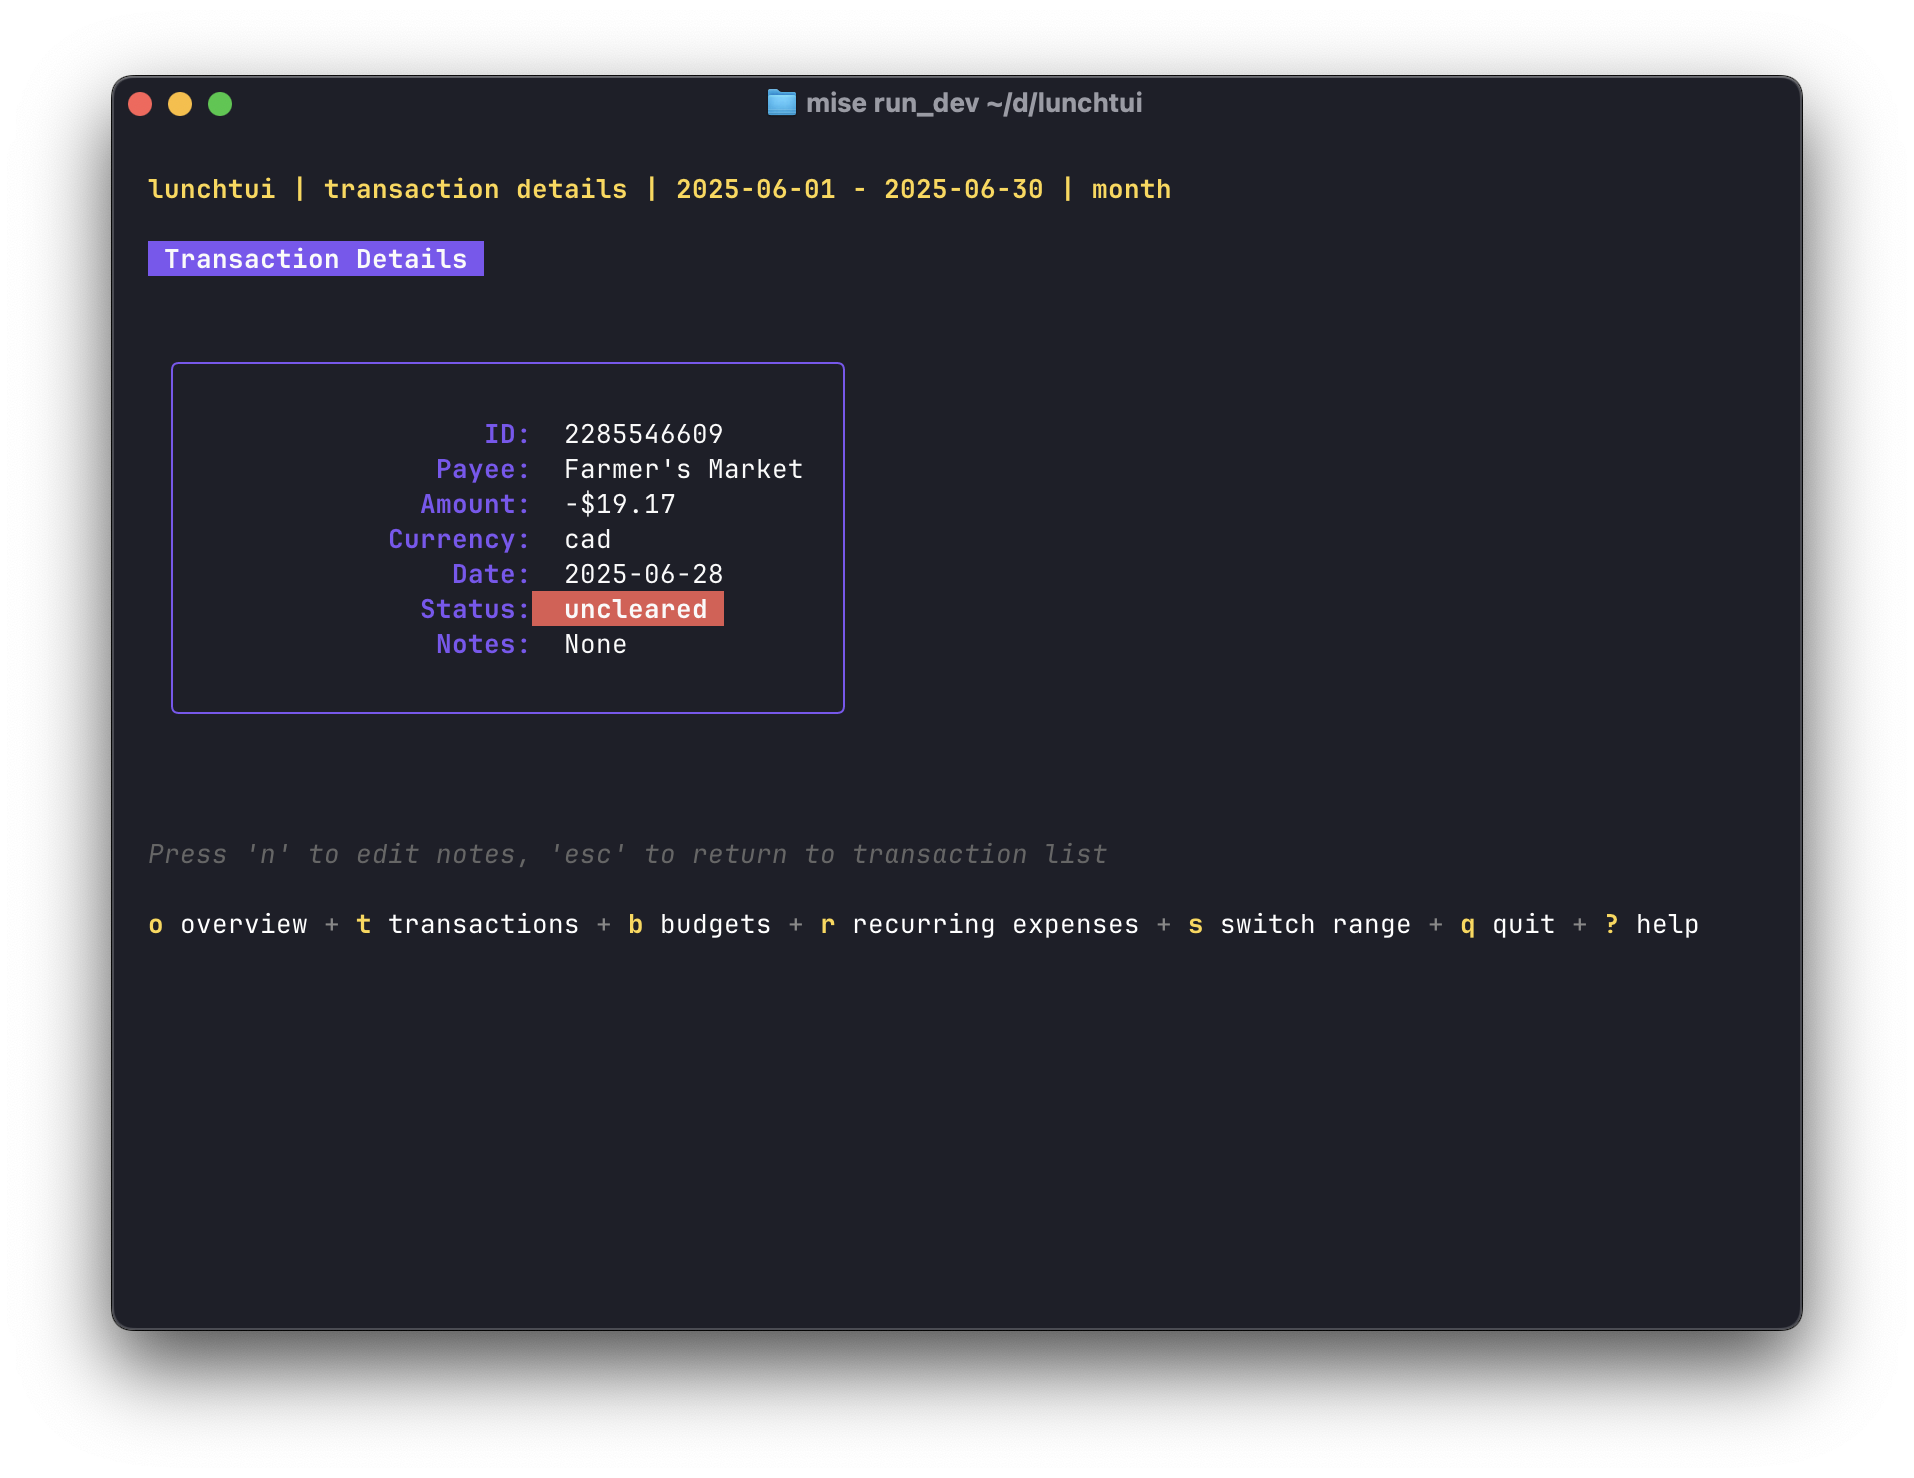 mise run_dev ~/d/lunchtui
lunchtui | transaction details | 2025-06-01 - 2025-06-30 | month
Transaction Details
ID: 2285546609
Payee: Farmer's Market
Amount: -$19.17
Currency: cad
Date: 2025-06-28
Status: uncleared
Notes: None
Press 'n' to edit notes, 'esc' to return to transaction list
o overview + t transactions + b budgets + r recurring expenses + s switch range + q quit + ? help